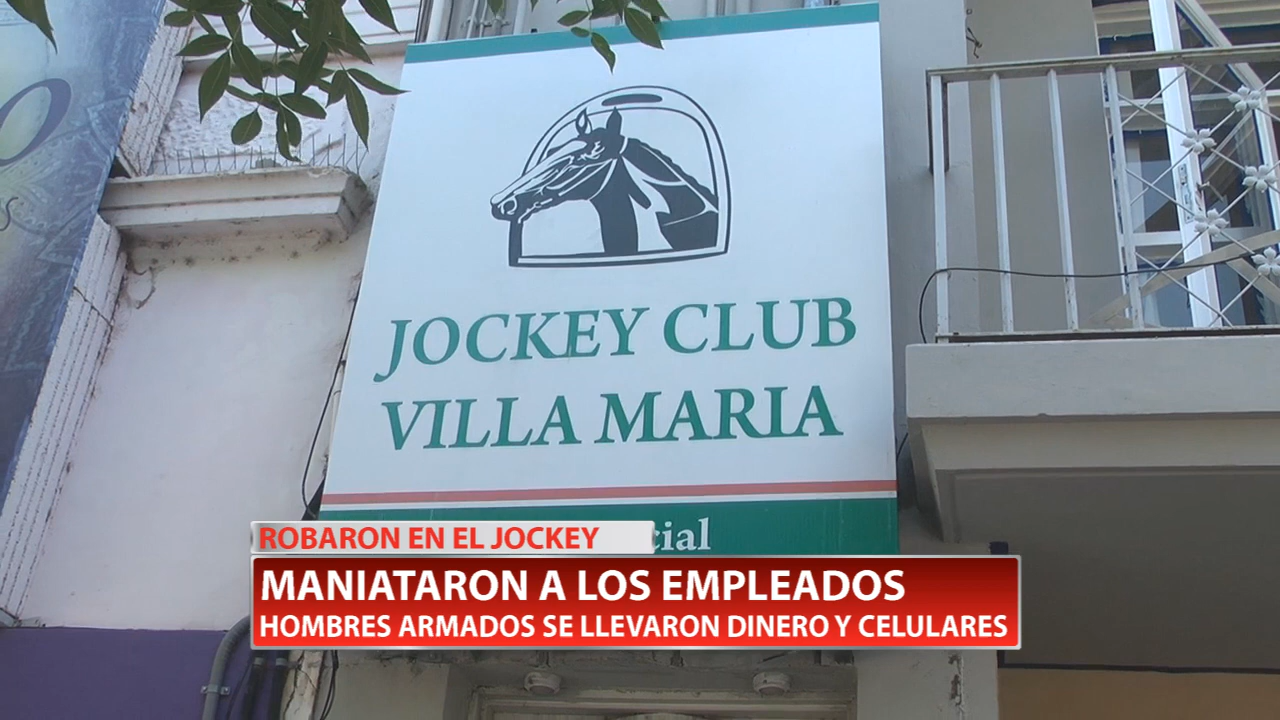 JOCKEY CLUB
VILLA MARIA
ROBARON EN EL JOCKEY
MANIATARON A LOS EMPLEADOS
HOMBRES ARMADOS SE LLEVARON DINERO Y CELULARES